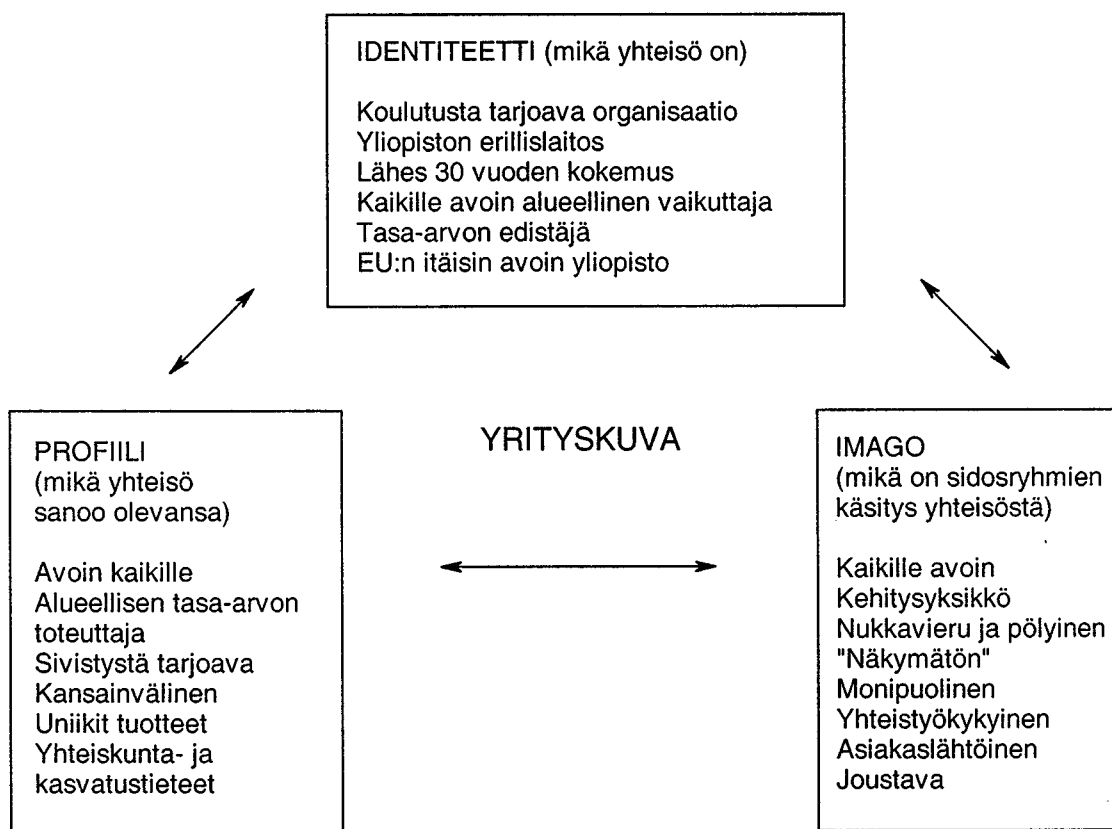 IDENTITEETTI (mikä yhteisö on)
Koulutusta tarjoava organisaatio
Yliopiston erillislaitos
Lähes 30 vuoden kokemus
Kaikille avoin alueellinen vaikuttaja
Tasa-arvon edistäjä
EU:n itäisin avoin yliopisto
YRITYSKUVA
PROFIILI
(mikä yhteisö
sanoo olevansa)
Avoin kaikille
Alueellisen tasa-arvon
toteuttaja
Sivistystä tarjoava
Kansainvälinen
Uniikit tuotteet
Yhteiskunta- ja
kasvatustieteet
IMAGO
(mikä on sidosryhmien
käsitys yhteisöstä)
Kaikille avoin
Kehitysyksikkö
Nukkavieru ja pölyinen
"Näkymätön"
Monipuolinen
Yhteistyökykyinen
Asiakaslähtöinen
Joustava